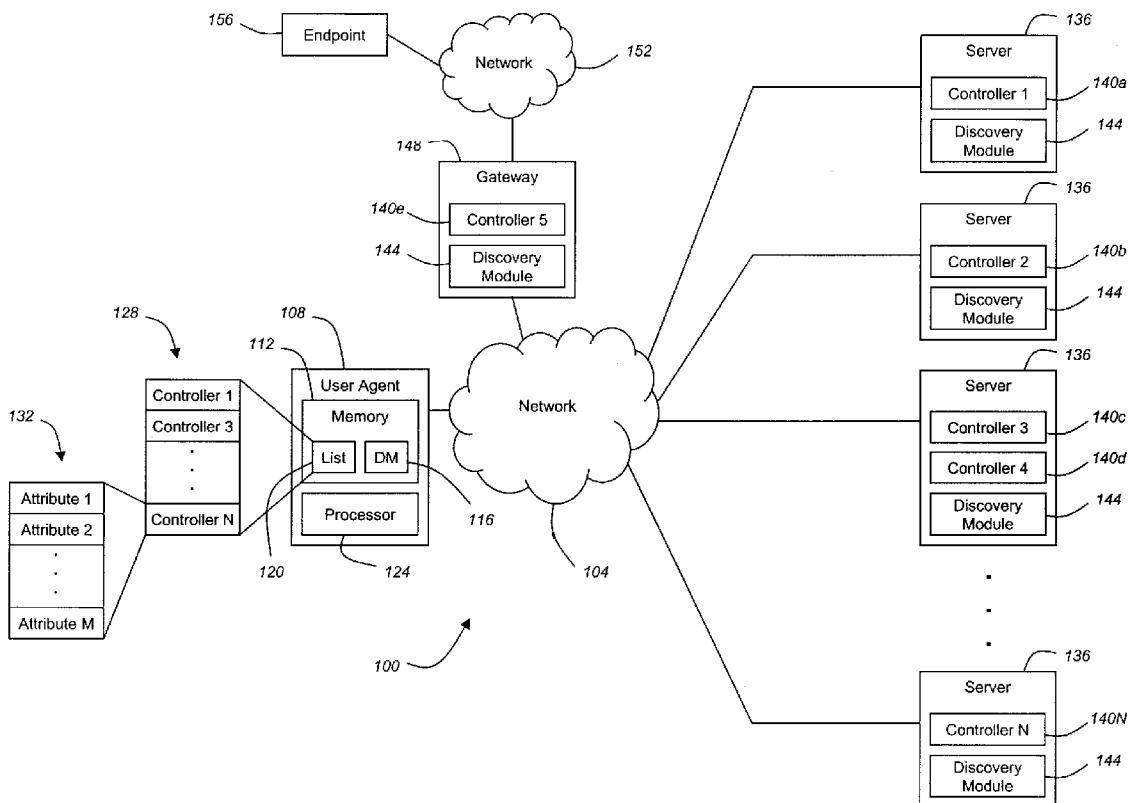 156
Endpoint
Network
152
148
Gateway
140e
Controller 5
144
Discovery
Module
136
Server
Controller 1
140a
Discovery
Module
144
136
Server
Controller 2
140b
Discovery
Module
144
136
Server
Controller 3
140c
Controller 4
140d
Discovery
Module
144
136
Server
Controller N
140N
Discovery
Module
144
128
108
112
User Agent
Memory
List
DM
Processor
120
124
116
Network
104
100
Controller 1
Controller 3
Controller N
132
Attribute 1
Attribute 2
Attribute M